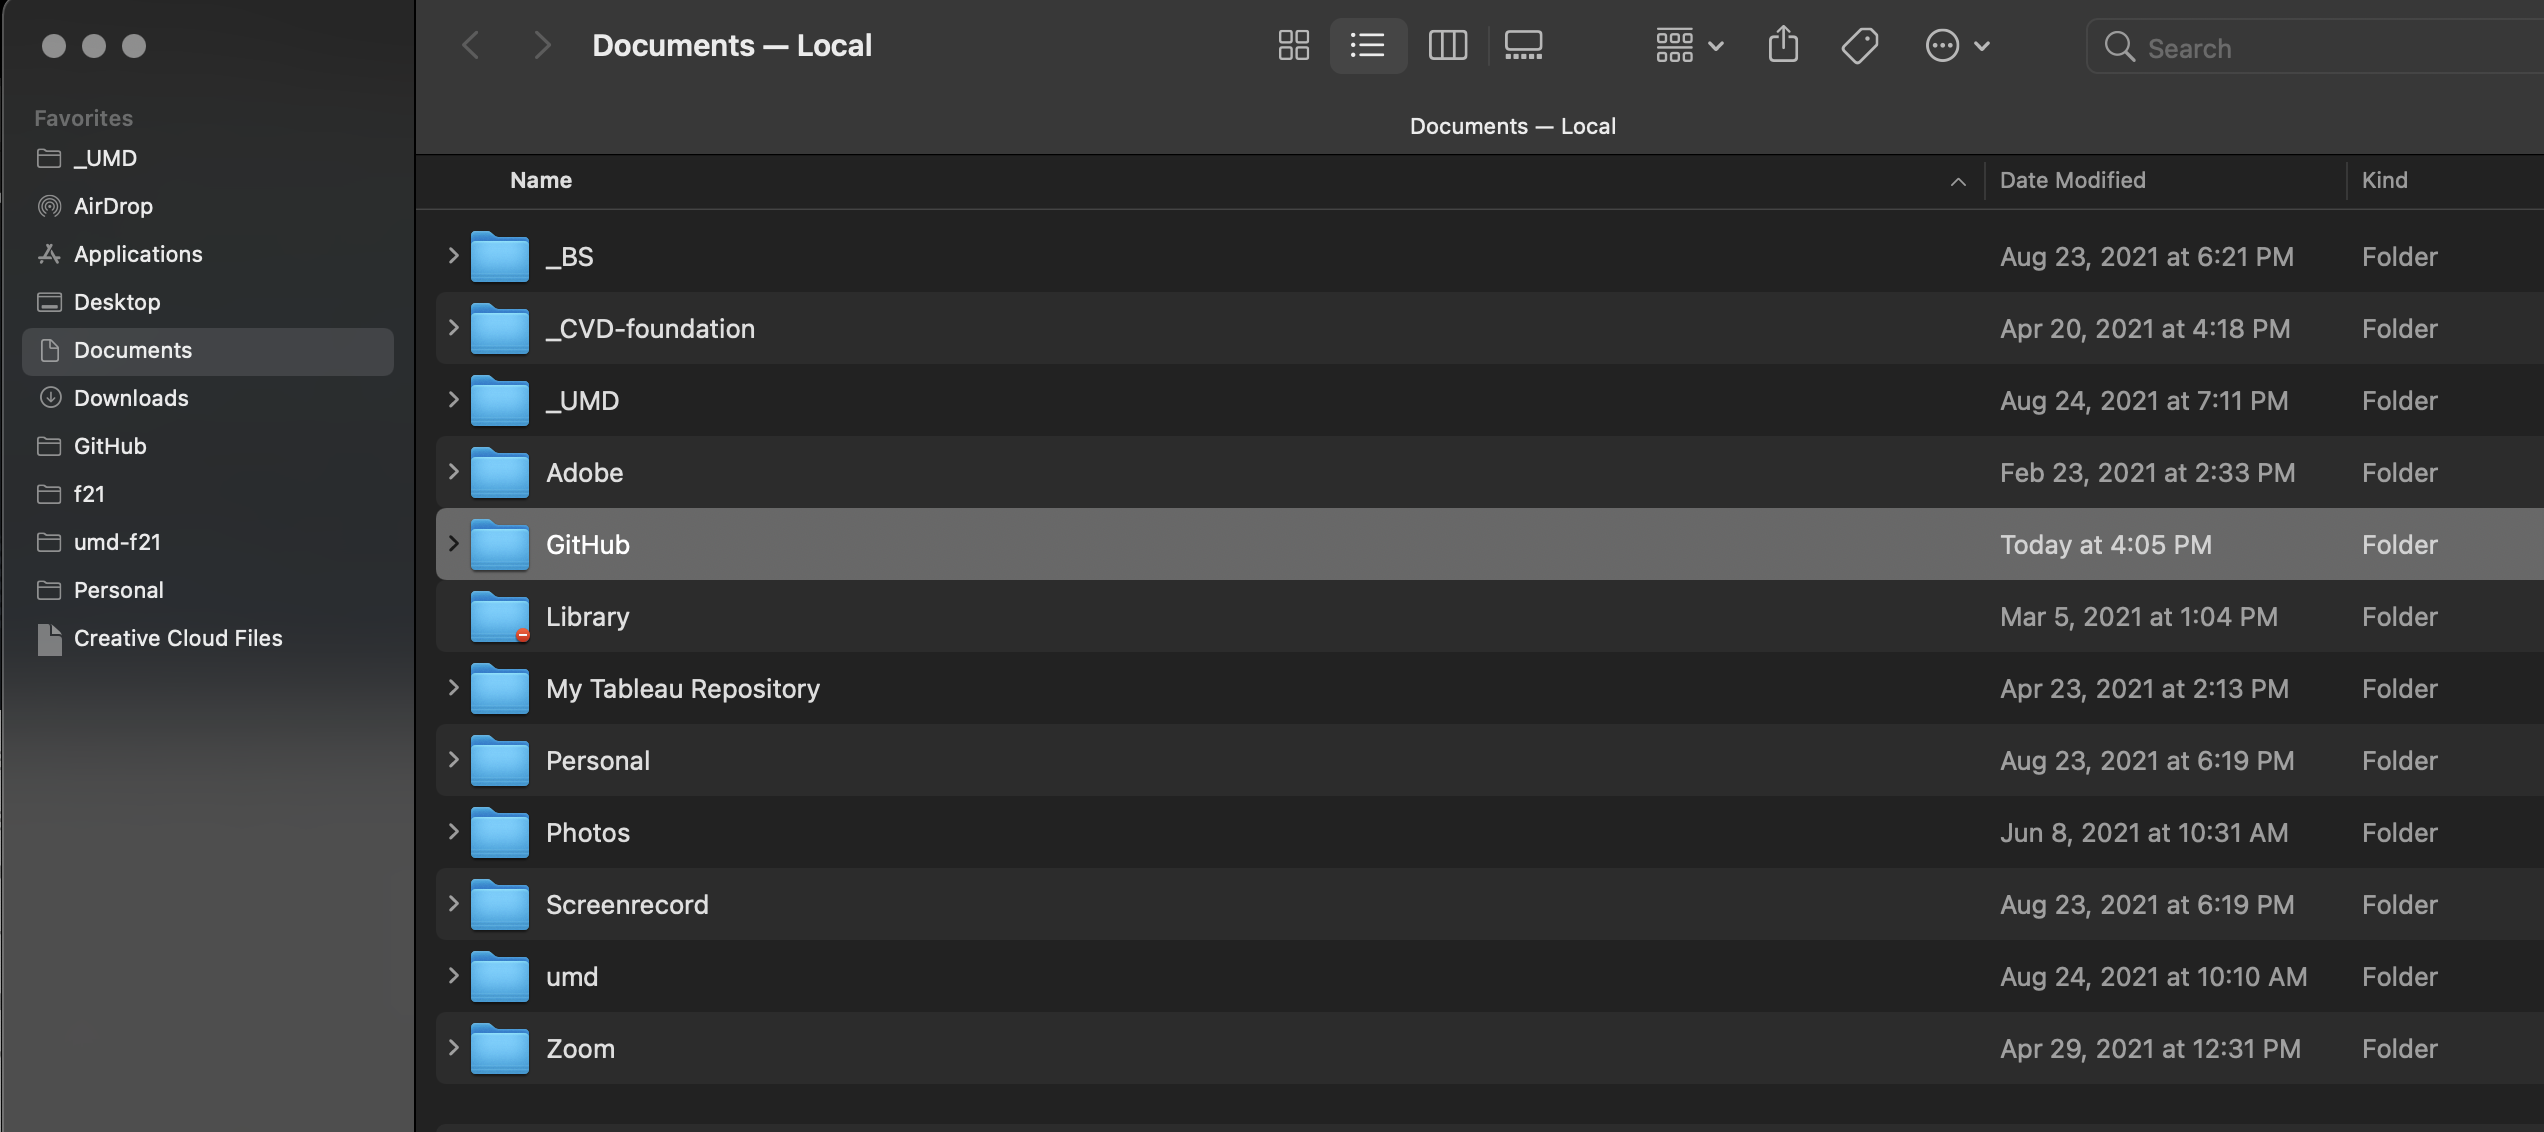 Documents — Local
Search
Documents — Local
Favorites
_UMD
AirDrop
Applications
Desktop
Documents
Downloads
GitHub
f21
umd-f21
Personal
Creative Cloud Files
Name Date Modified Kind
_BS Aug 23, 2021 at 6:21 PM Folder
_CVD-foundation Apr 20, 2021 at 4:18 PM Folder
_UMD Aug 24, 2021 at 7:11 PM Folder
Adobe Feb 23, 2021 at 2:33 PM Folder
GitHub Today at 4:05 PM Folder
Library Mar 5, 2021 at 1:04 PM Folder
My Tableau Repository Apr 23, 2021 at 2:13 PM Folder
Personal Aug 23, 2021 at 6:19 PM Folder
Photos Jun 8, 2021 at 10:31 AM Folder
Screenrecord Aug 23, 2021 at 6:19 PM Folder
umd Aug 24, 2021 at 10:10 AM Folder
Zoom Apr 29, 2021 at 12:31 PM Folder